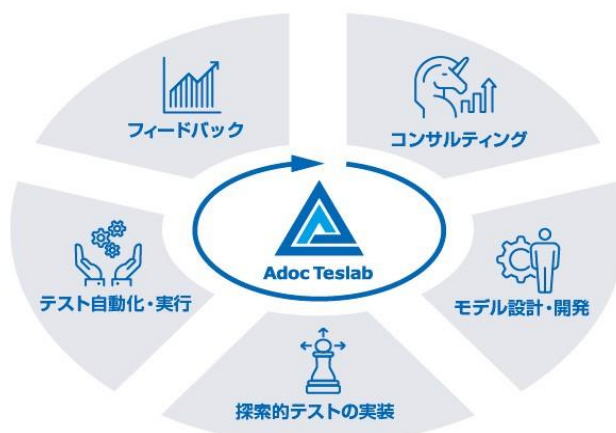 フィードバック
コンサルティング
Adoc Teslab
テスト自動化・実行
モデル設計・開発
探索的テストの実装